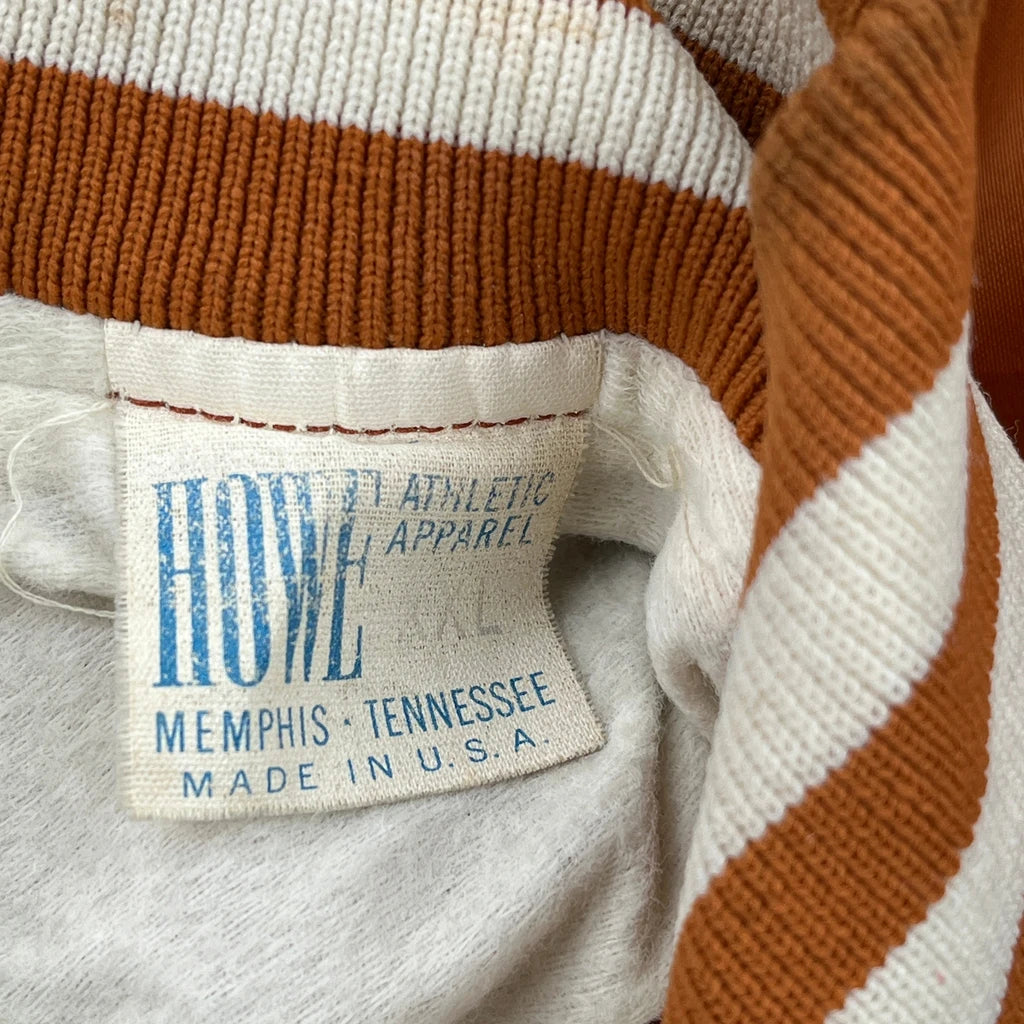 HOWE
ATHLETIC
APPAREL
MEMPHIS · TENNESSEE
MADE IN U.S.A.